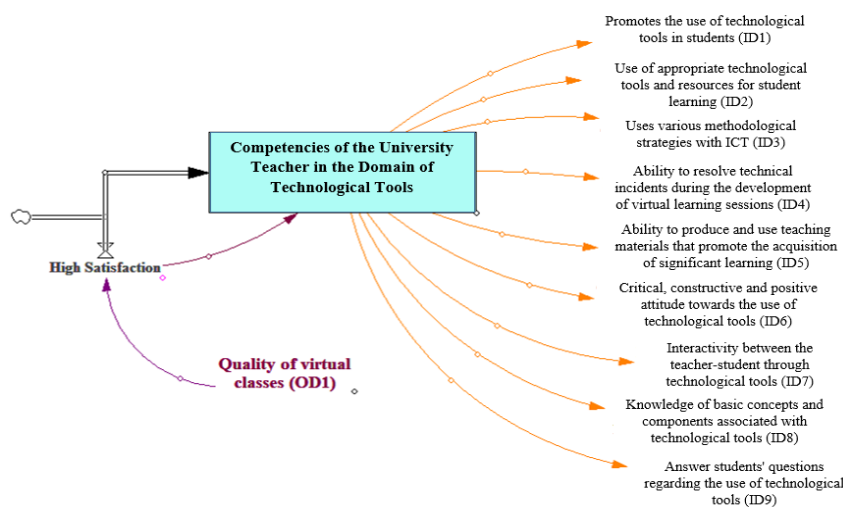 Promotes the use of technological
tools in students (ID1)
Use of appropriate technological
tools and resources for student
learning (ID2)
Uses various methodological
strategies with ICT (ID3)
Competencies of the University
Teacher in the Domain of
Technological Tools
Ability to resolve technical
incidents during the development
of virtual learning sessions (ID4)
Ability to produce and use teaching
materials that promote the acquisition
of significant learning (ID5)
High Satisfaction
Critical, constructive and positive
attitude towards the use of
technological tools (ID6)
Quality of virtual
classes (OD1)
Interactivity between the
teacher-student through
technological tools (ID7)
Knowledge of basic concepts and
components associated with
technological tools (ID8)
Answer students' questions
regarding the use of technological
tools (ID9)